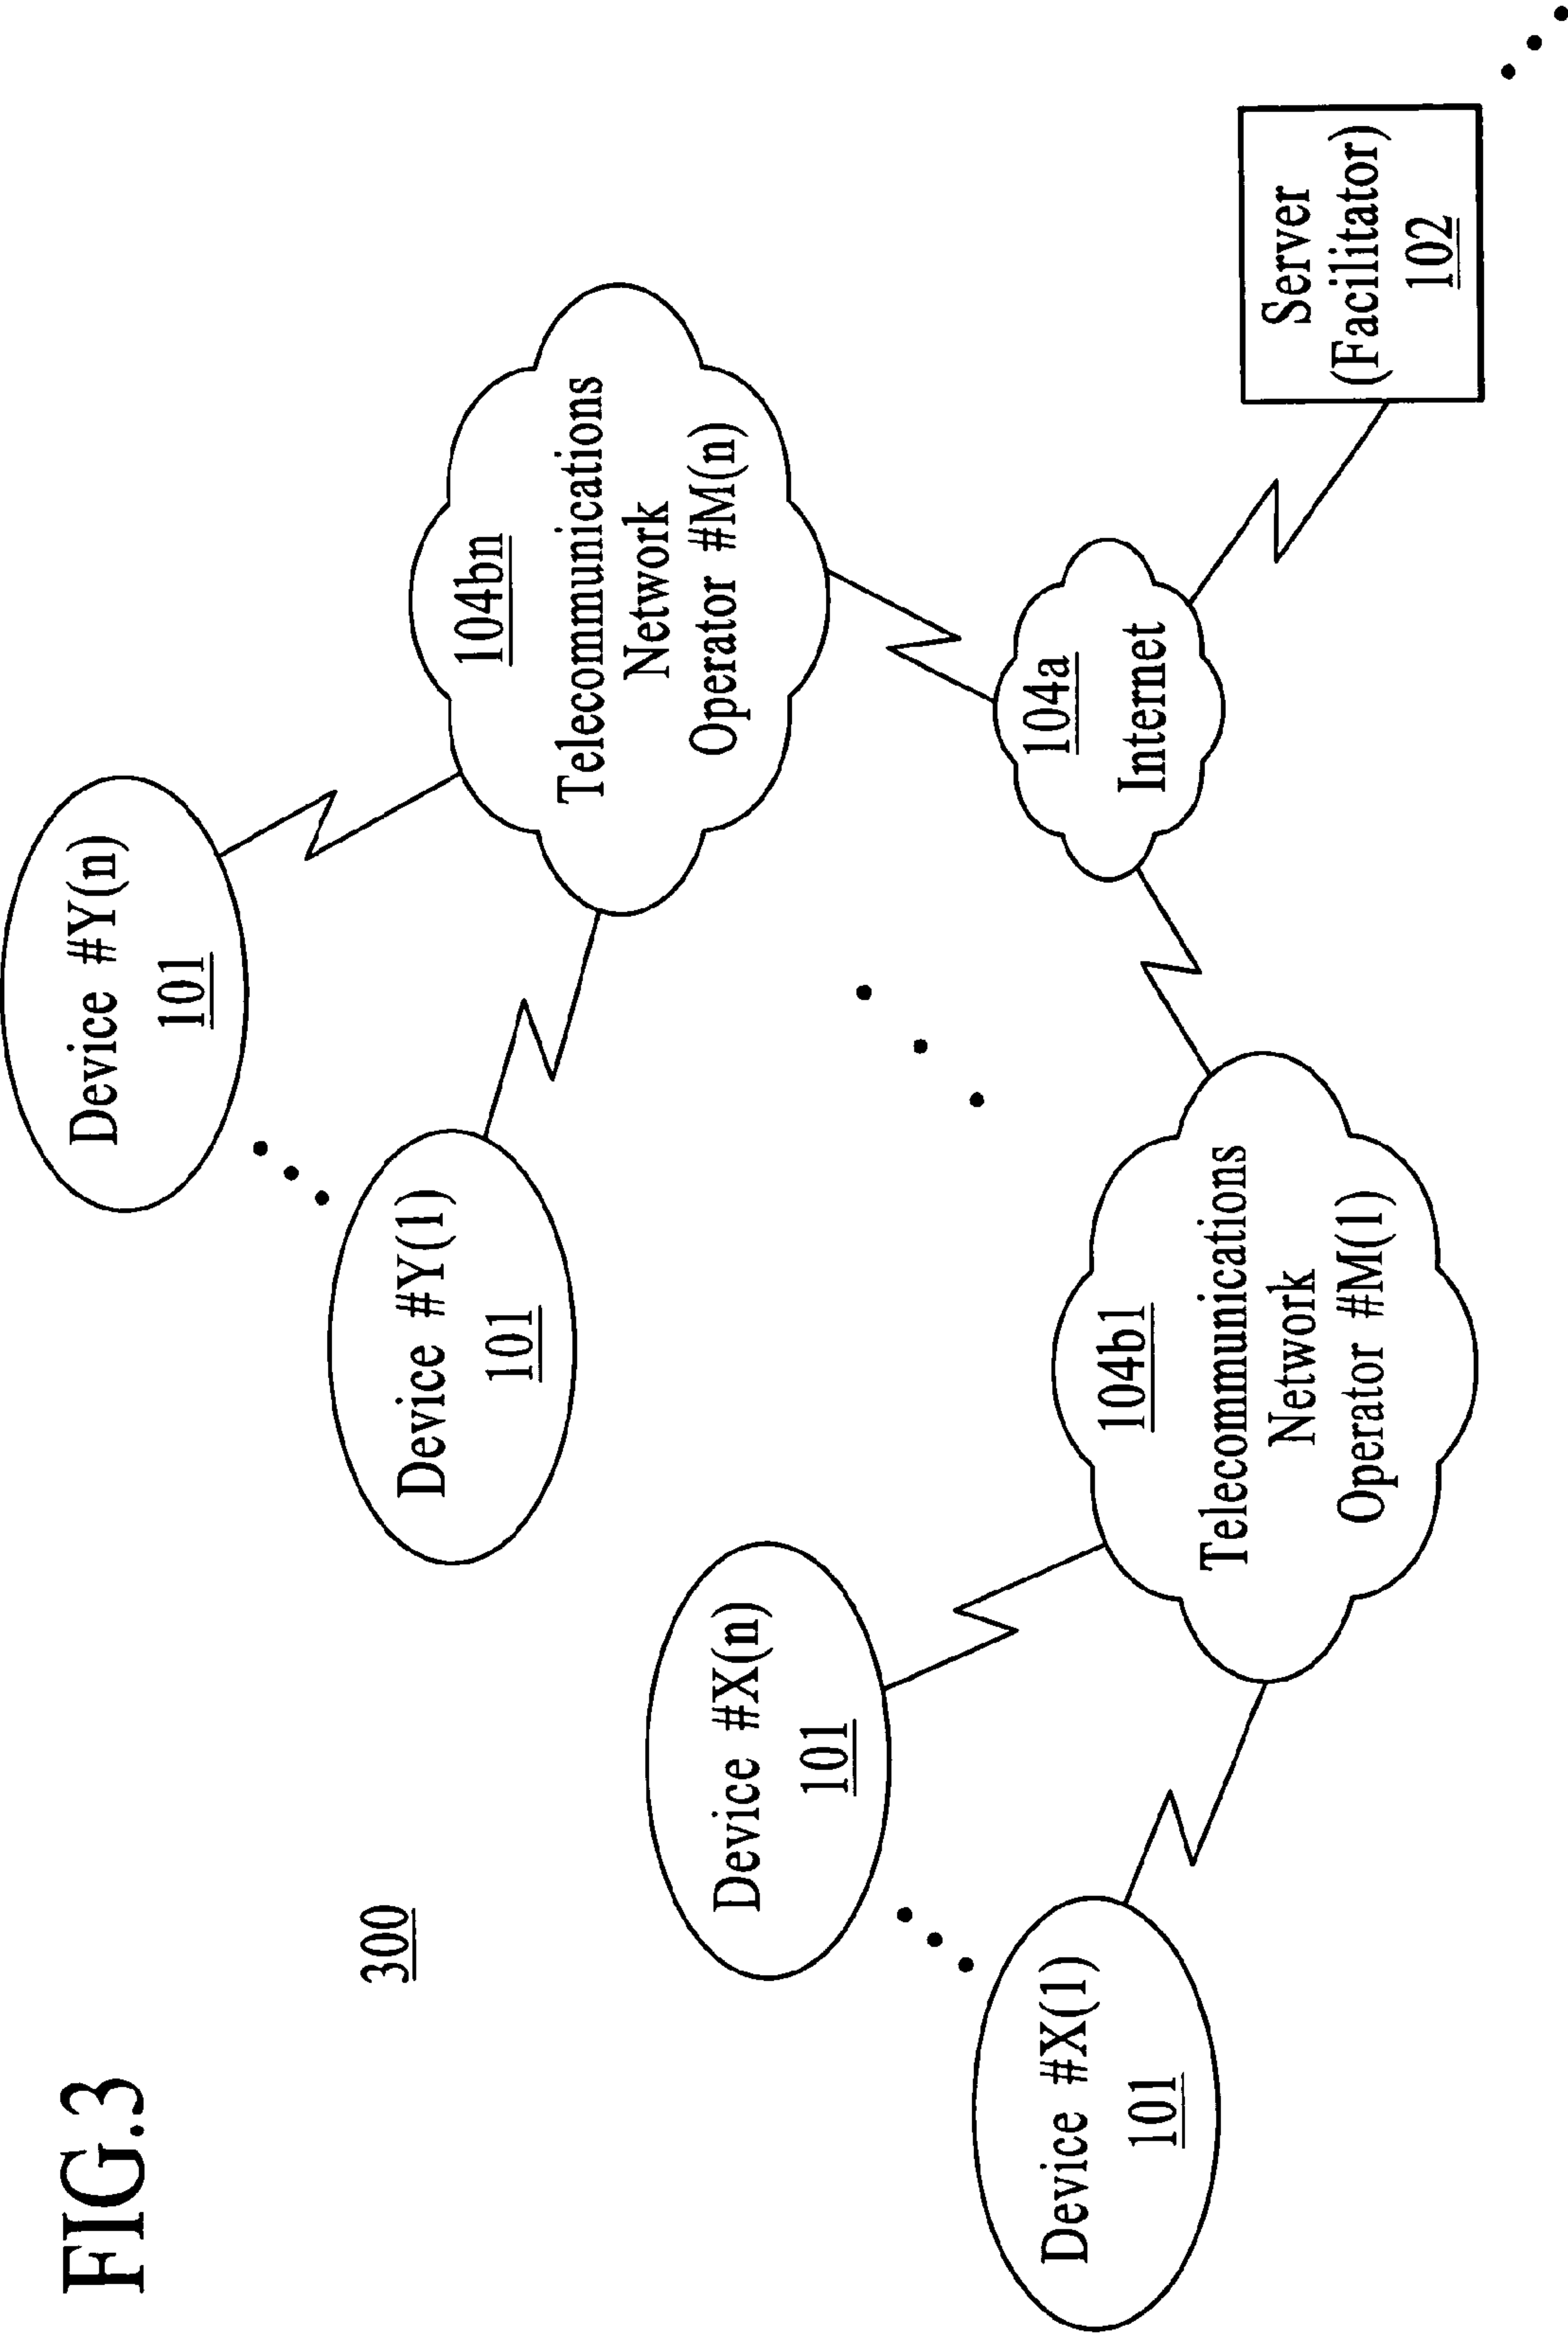 FIG.3
300
Device #Y(n)
101
Device #Y(1)
101
104bn
Telecommunications
Network
Operator #M(n)
Device #X(n)
101
Device #X(1)
101
104a
Internet
104b1
Telecommunications
Network
Operator #M(1)
Server
(Facilitator)
102